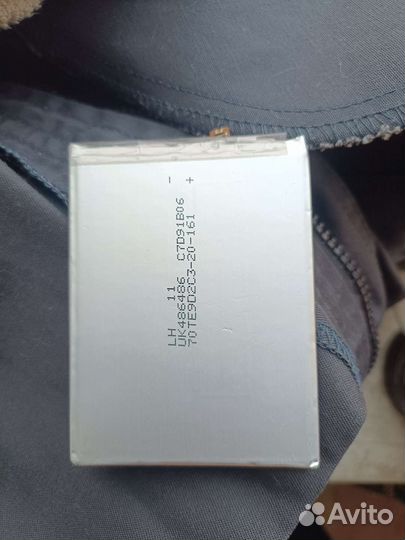 - +
LH 11
UK486486 C7D91B06
70TE9D2C3-20-161
Avito